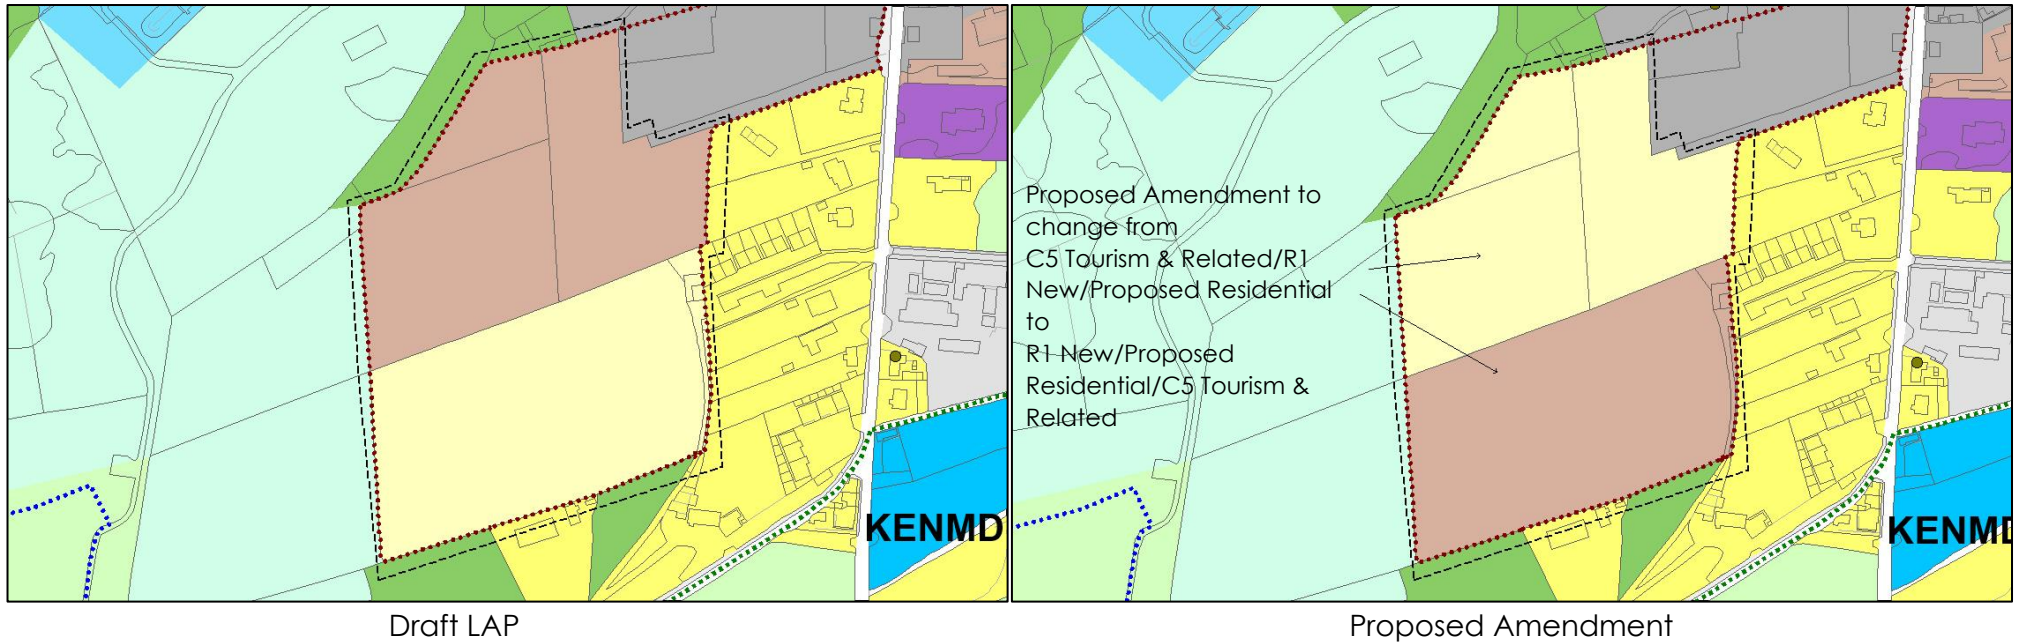 Proposed Amendment to
change from
C5 Tourism & Related/R1
New/Proposed Residential
to
R1 New/Proposed
Residential/C5 Tourism &
Related
KENMD
KENMD
Draft LAP
Proposed Amendment